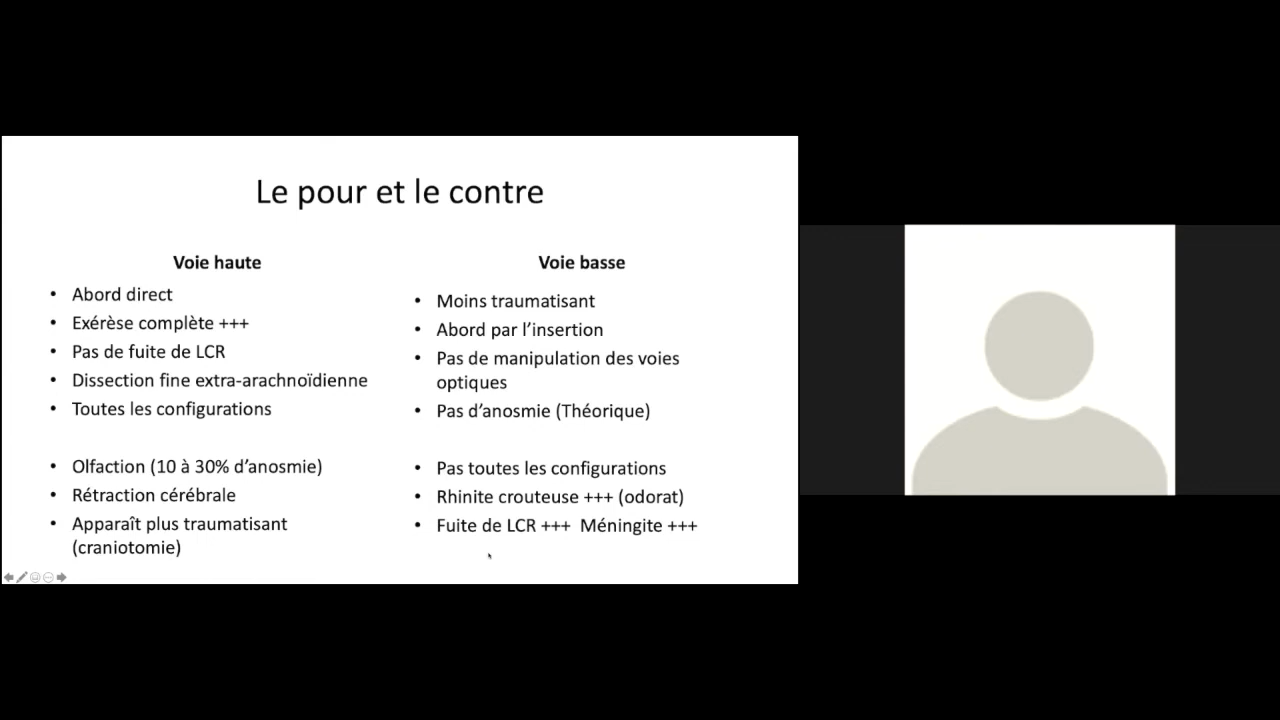 Le pour et le contre
Voie haute
• Abord direct
• Exérèse complète +++
• Pas de fuite de LCR
• Dissection fine extra-arachnoïdienne
• Toutes les configurations
• Olfaction (10 à 30% d’anosmie)
• Rétraction cérébrale
• Apparaît plus traumatisant
(craniotomie)
Voie basse
• Moins traumatisant
• Abord par l’insertion
• Pas de manipulation des voies
optiques
• Pas d’anosmie (Théorique)
• Pas toutes les configurations
• Rhinite crouteuse +++ (odorat)
• Fuite de LCR +++  Méningite +++